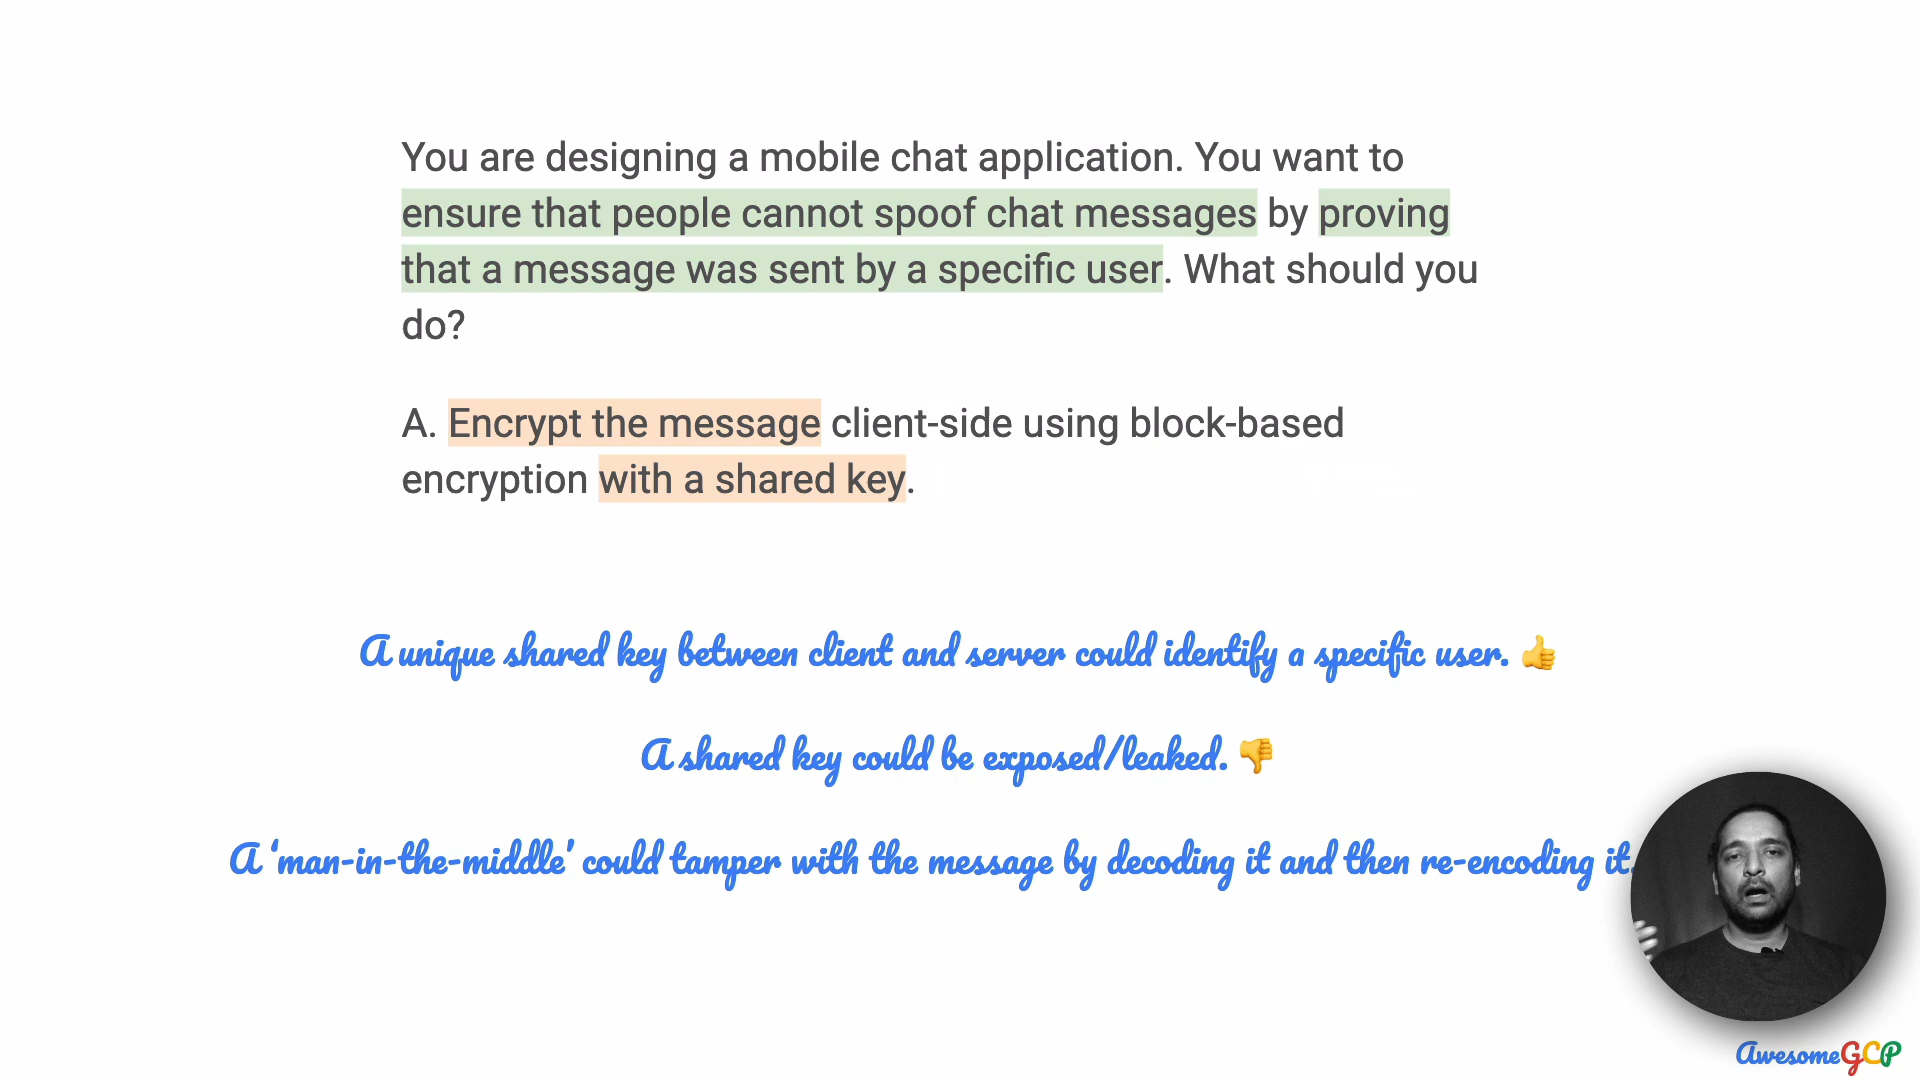 You are designing a mobile chat application. You want to
ensure that people cannot spoof chat messages by proving
that a message was sent by a specific user. What should you
do?
A. Encrypt the message client-side using block-based
encryption with a shared key.
A unique shared key between client and server could identify a specific user. 👍
A shared key could be exposed/leaked. 👎
A ‘man-in-the-middle’ could tamper with the message by decoding it and then re-encoding it.
AwesomeGCP